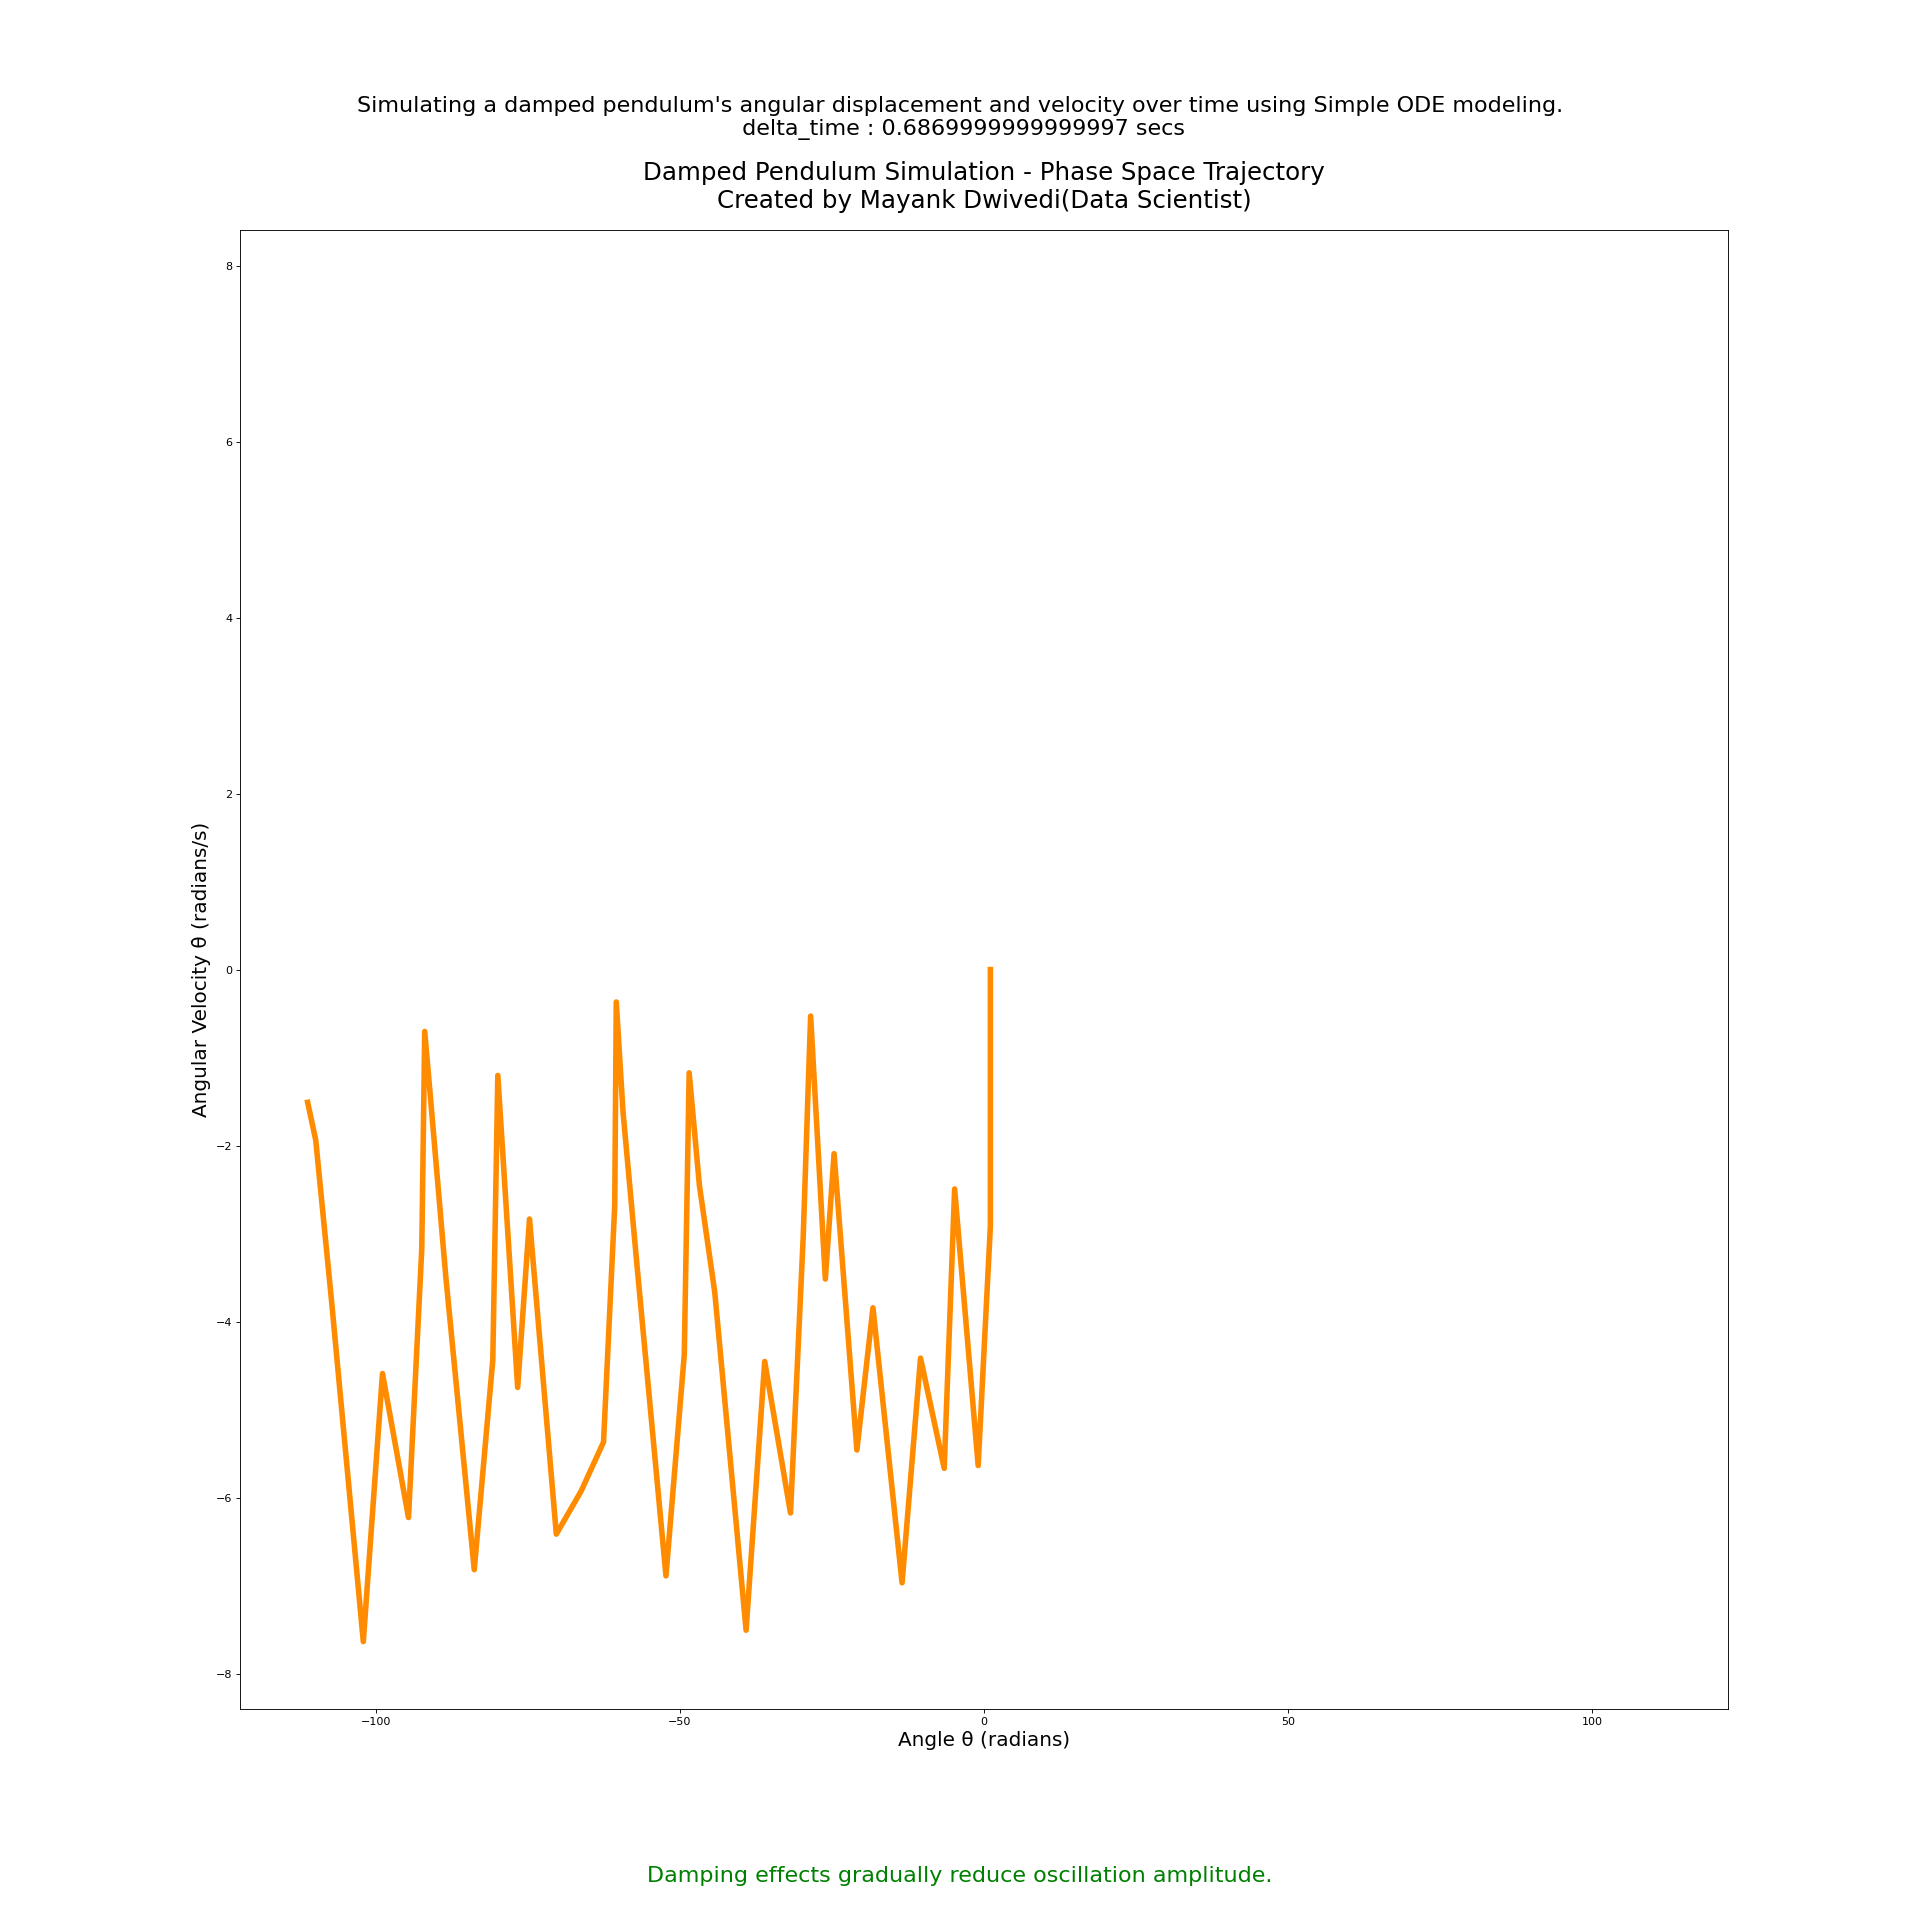 Simulating a damped pendulum's angular displacement and velocity over time using Simple ODE modeling.
delta_time : 0.6869999999999997 secs
Damped Pendulum Simulation - Phase Space Trajectory
Created by Mayank Dwivedi(Data Scientist)
8
6
4
2
0
−2
−4
−6
−8
Angular Velocity θ̇ (radians/s)
−100
−50
0
50
100
Angle θ (radians)
Damping effects gradually reduce oscillation amplitude.